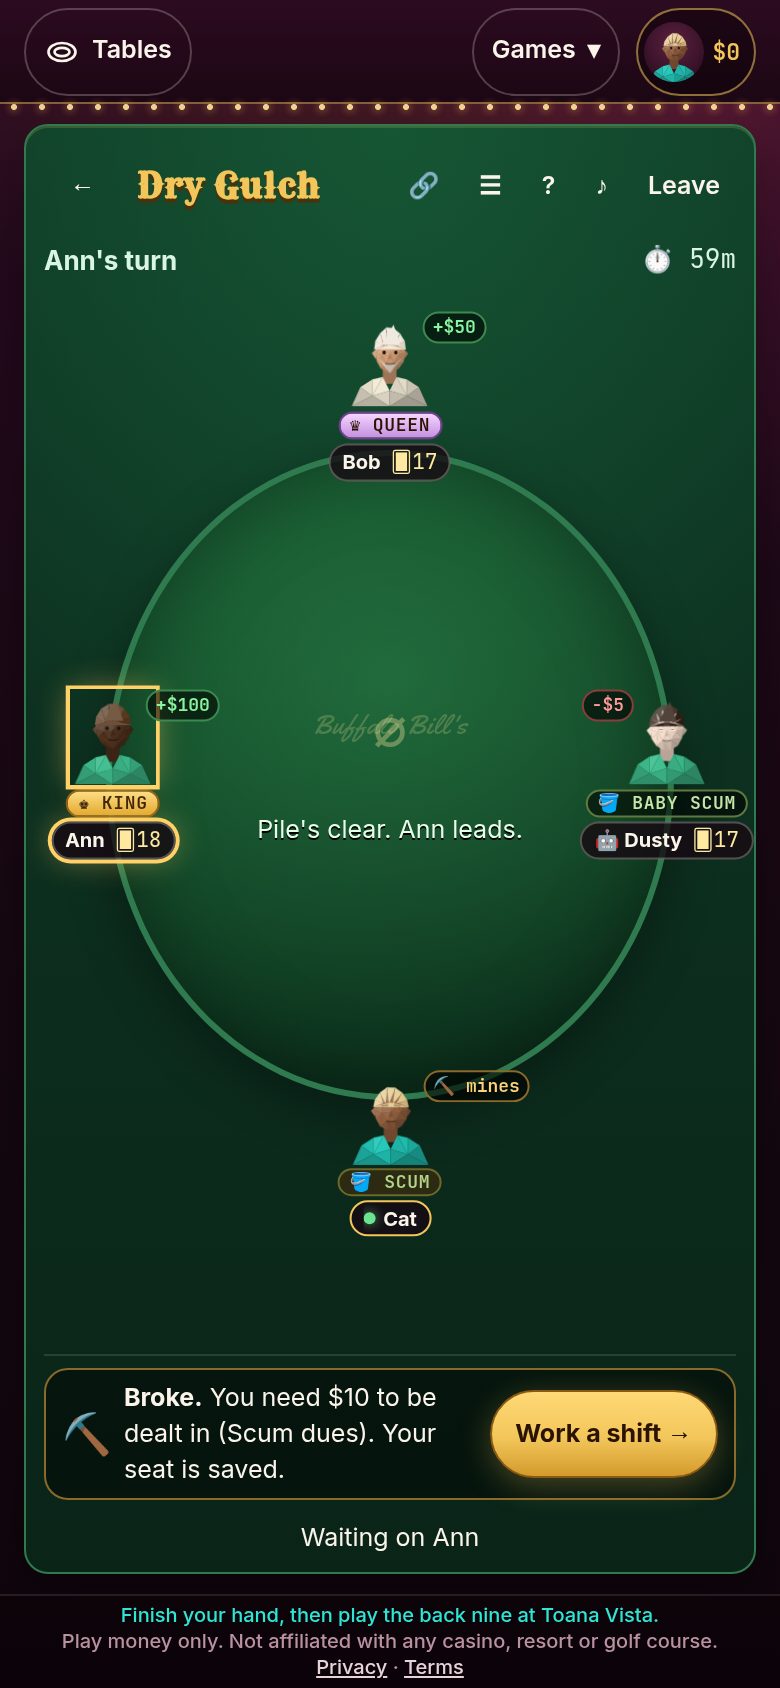 Tables
Games ▼
$0
← Dry Gulch
? ♪ Leave
Ann's turn
59m
+$50
♛ QUEEN
Bob 17
+$100
-$5
Buffalo Bill's
♚ KING
BABY SCUM
Pile's clear. Ann leads.
Ann 18
Dusty 17
mines
SCUM
Cat
Broke. You need $10 to be
dealt in (Scum dues). Your
seat is saved.
Work a shift →
Waiting on Ann
Finish your hand, then play the back nine at Toana Vista.
Play money only. Not affiliated with any casino, resort or golf course.
Privacy · Terms